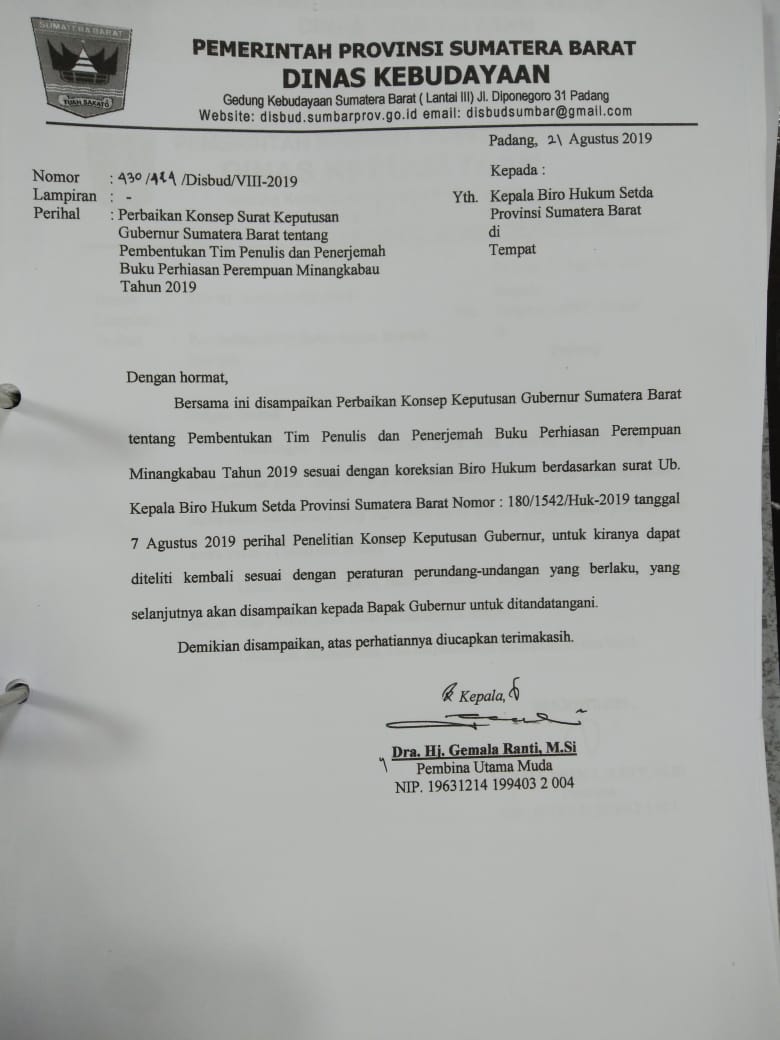 SUMATERA BARAT
TUAH SAKATO
PEMERINTAH PROVINSI SUMATERA BARAT
DINAS KEBUDAYAAN
Gedung Kebudayaan Sumatera Barat ( Lantai III) Jl. Diponegoro 31 Padang
Website: disbud.sumbarprov.go.id email: disbudsumbar@gmail.com
Padang, 21 Agustus 2019
Nomor : 430/ /Disbud/VIII-2019
Lampiran : -
Perihal : Perbaikan Konsep Surat Keputusan
Gubernur Sumatera Barat tentang
Pembentukan Tim Penulis dan Penerjemah
Buku Perhiasan Perempuan Minangkabau
Tahun 2019
Kepada :
Yth. Kepala Biro Hukum Setda
Provinsi Sumatera Barat
di
Tempat
Dengan hormat,
Bersama ini disampaikan Perbaikan Konsep Keputusan Gubernur Sumatera Barat
tentang Pembentukan Tim Penulis dan Penerjemah Buku Perhiasan Perempuan
Minangkabau Tahun 2019 sesuai dengan koreksian Biro Hukum berdasarkan surat Ub.
Kepala Biro Hukum Setda Provinsi Sumatera Barat Nomor : 180/1542/Huk-2019 tanggal
7 Agustus 2019 perihal Penelitian Konsep Keputusan Gubernur, untuk kiranya dapat
diteliti kembali sesuai dengan peraturan perundang-undangan yang berlaku, yang
selanjutnya akan disampaikan kepada Bapak Gubernur untuk ditandatangani.
Demikian disampaikan, atas perhatiannya diucapkan terimakasih.
Kepala,
Dra. Hj. Gemala Ranti, M.Si
Pembina Utama Muda
NIP. 19631214 199403 2 004